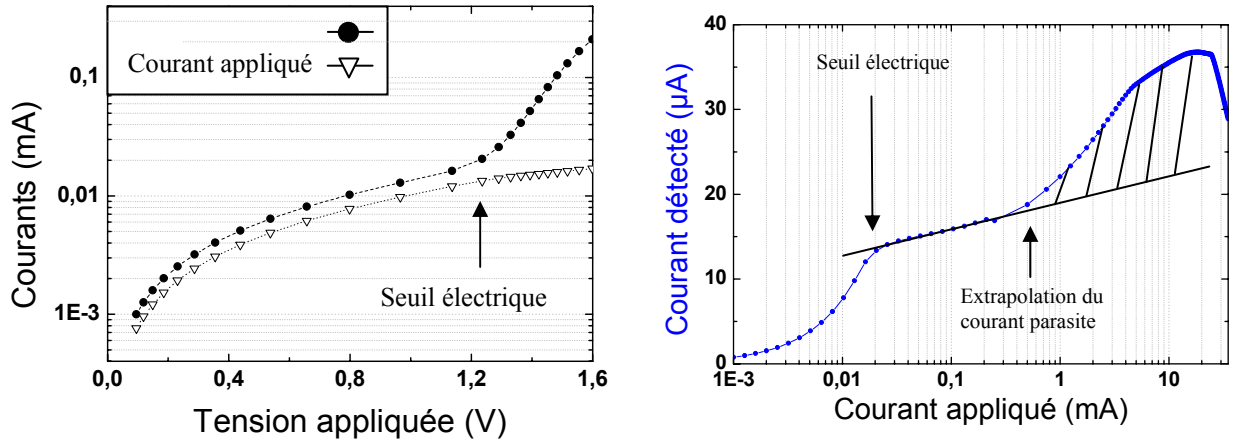 Courant appliqué
Courants (mA)
0,1
0,01
1E-3
Seuil électrique
0,0
0,4
0,8
1,2
1,6
Tension appliquée (V)
Courant détecté (µA)
40
30
20
10
0
Seuil électrique
Extrapolation du
courant parasite
1E-3
0,01
0,1
1
10
Courant appliqué (mA)